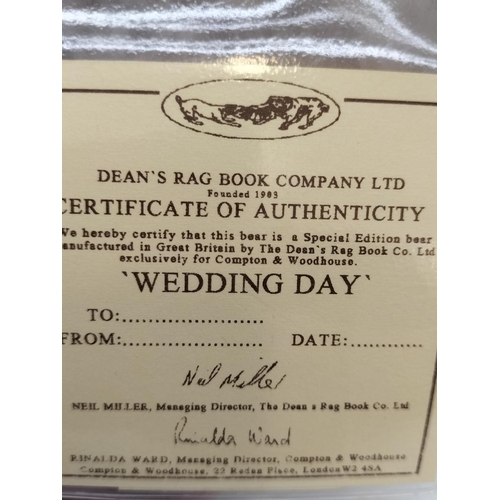 DEAN'S RAG BOOK COMPANY LTD
Founded 1903
CERTIFICATE OF AUTHENTICITY
We hereby certify that this bear is a Special Edition bear
manufactured in Great Britain by The Dean's Rag Book Co. Ltd
exclusively for Compton & Woodhouse.
'WEDDING DAY'
TO:.......................
FROM:....................... DATE:............
Neil Miller
NEIL MILLER, Managing Director, The Dean s Rag Book Co. Ltd
Rinalda Ward
RINALDA WARD, Managing Director, Compton & Woodhouse
Compton & Woodhouse, 22 Redan Place, London W2 4SA